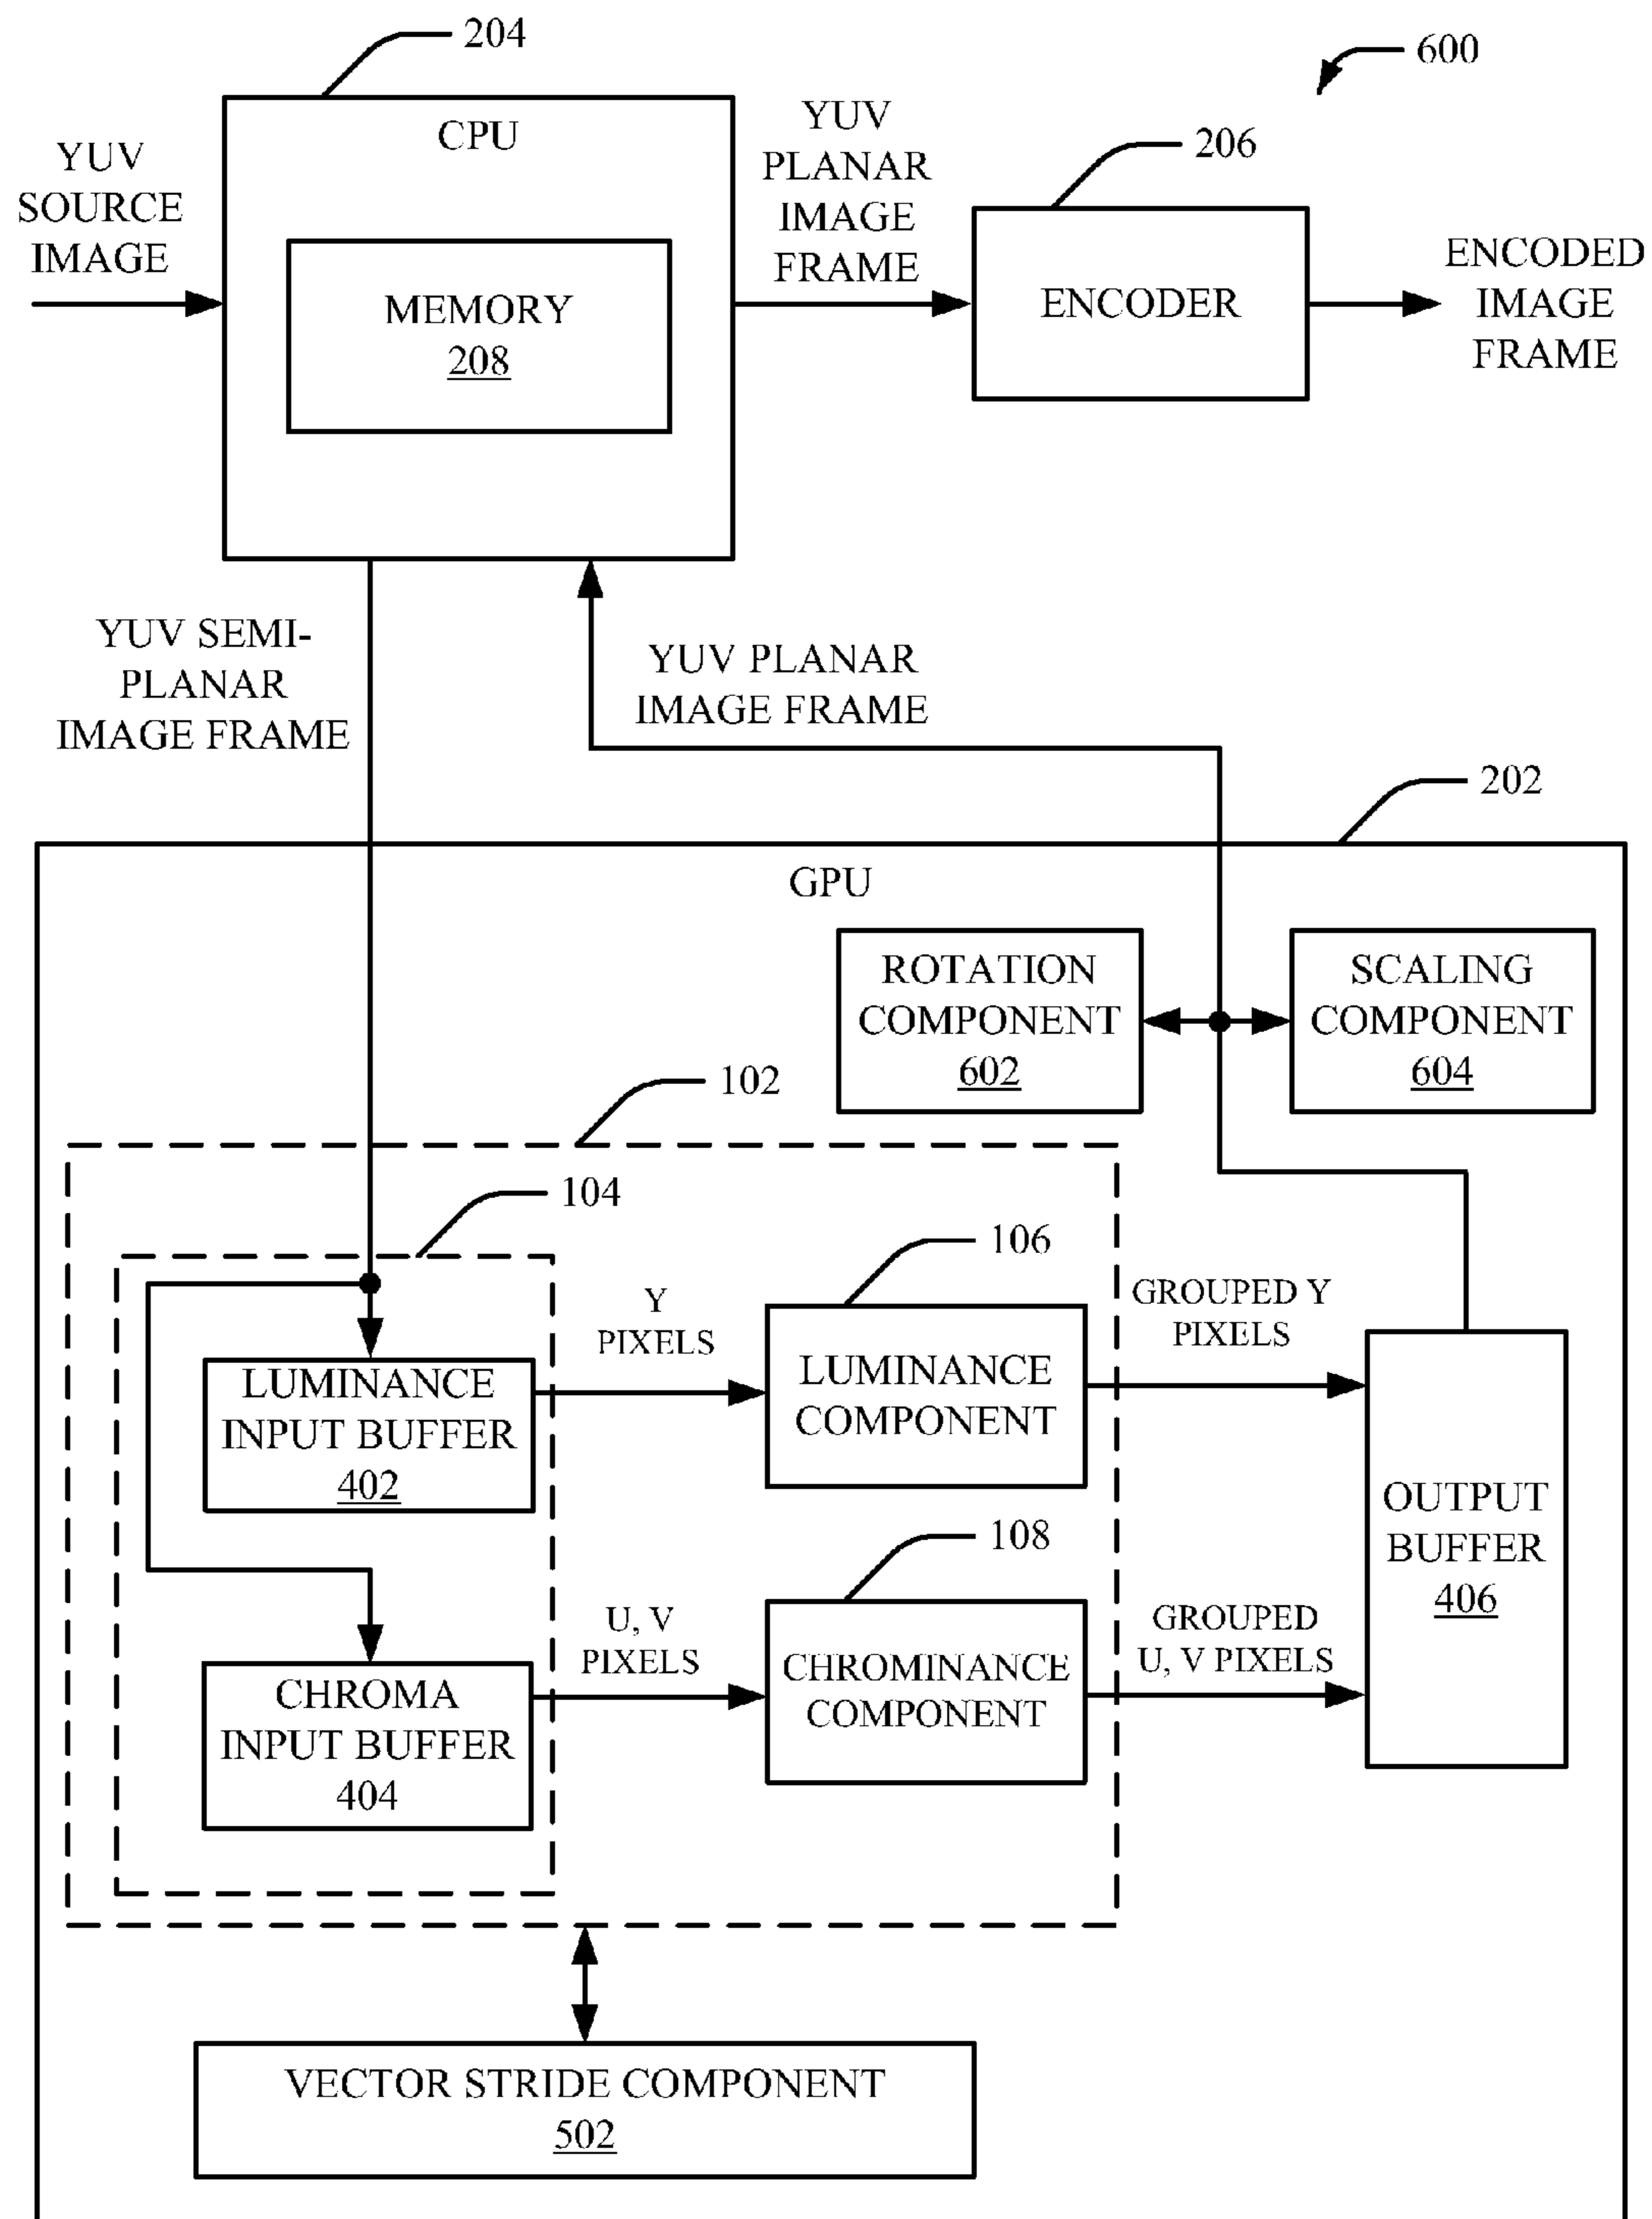 204
600
CPU
YUV
PLANAR
IMAGE
FRAME
206
YUV
SOURCE
IMAGE
MEMORY
208
ENCODER
ENCODED
IMAGE
FRAME
YUV SEMI-
PLANAR
IMAGE FRAME
YUV PLANAR
IMAGE FRAME
202
GPU
ROTATION
COMPONENT
602
SCALING
COMPONENT
604
102
104
106
Y
PIXELS
GROUPED Y
PIXELS
LUMINANCE
INPUT BUFFER
402
LUMINANCE
COMPONENT
OUTPUT
BUFFER
406
108
U, V
PIXELS
GROUPED
U, V PIXELS
CHROMA
INPUT BUFFER
404
CHROMINANCE
COMPONENT
VECTOR STRIDE COMPONENT
502